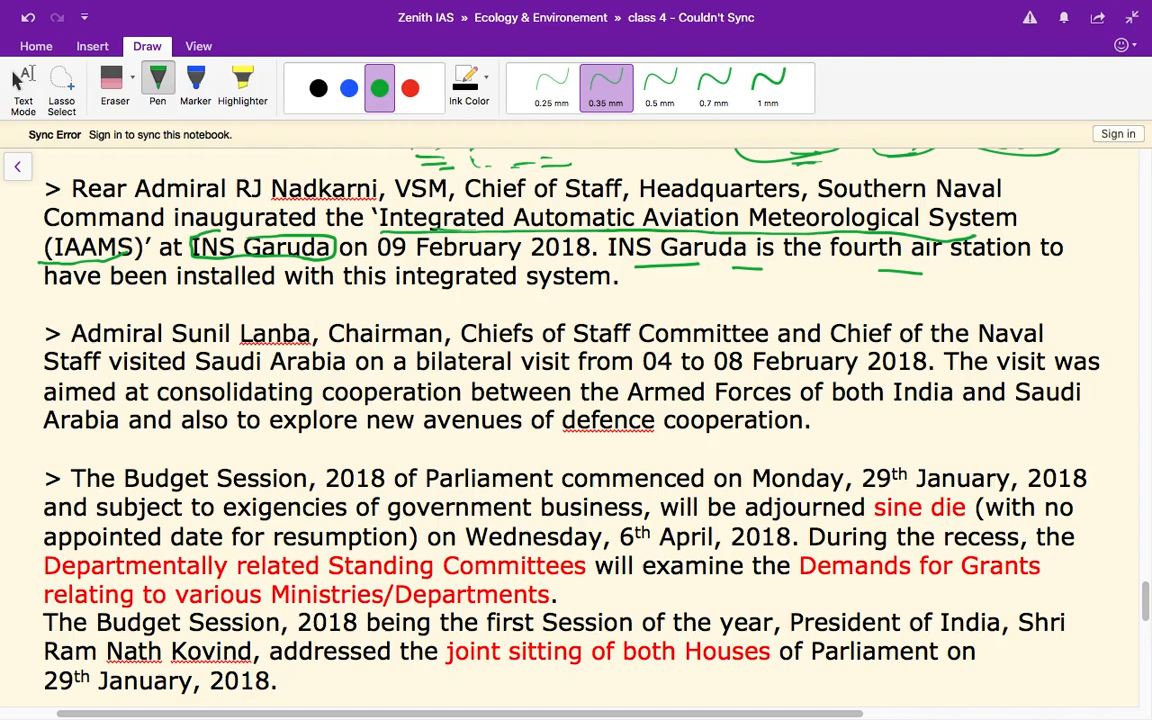 Zenith IAS » Ecology & Environement » class 4 - Couldn't Sync
Home Insert Draw View
Text Mode
Lasso Select
Eraser
Pen
Marker
Highlighter
Ink Color
0.25 mm
0.35 mm
0.5 mm
0.7 mm
1 mm
Sync Error Sign in to sync this notebook.
Sign in
> Rear Admiral RJ Nadkarni, VSM, Chief of Staff, Headquarters, Southern Naval
Command inaugurated the ‘Integrated Automatic Aviation Meteorological System
(IAAMS)’ at INS Garuda on 09 February 2018. INS Garuda is the fourth air station to
have been installed with this integrated system.
> Admiral Sunil Lanba, Chairman, Chiefs of Staff Committee and Chief of the Naval
Staff visited Saudi Arabia on a bilateral visit from 04 to 08 February 2018. The visit was
aimed at consolidating cooperation between the Armed Forces of both India and Saudi
Arabia and also to explore new avenues of defence cooperation.
> The Budget Session, 2018 of Parliament commenced on Monday, 29th January, 2018
and subject to exigencies of government business, will be adjourned sine die (with no
appointed date for resumption) on Wednesday, 6th April, 2018. During the recess, the
Departmentally related Standing Committees will examine the Demands for Grants
relating to various Ministries/Departments.
The Budget Session, 2018 being the first Session of the year, President of India, Shri
Ram Nath Kovind, addressed the joint sitting of both Houses of Parliament on
29th January, 2018.